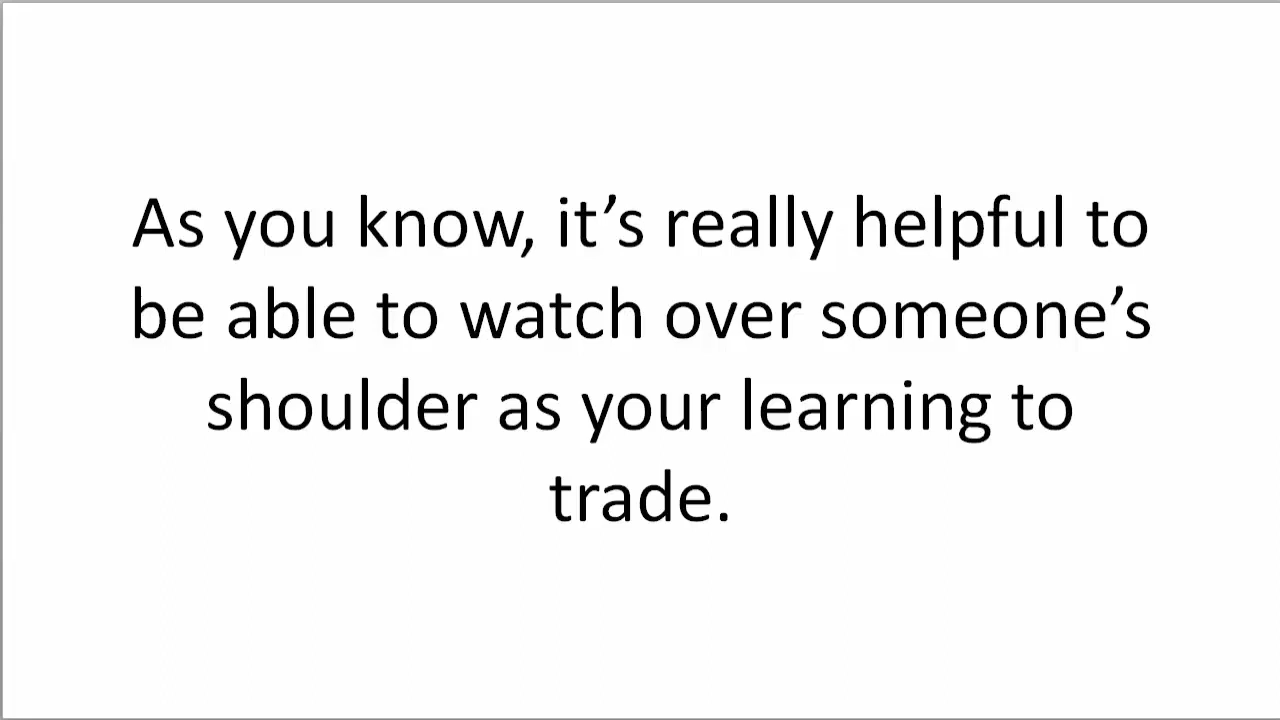 As you know, it’s really helpful to
be able to watch over someone’s
shoulder as your learning to
trade.